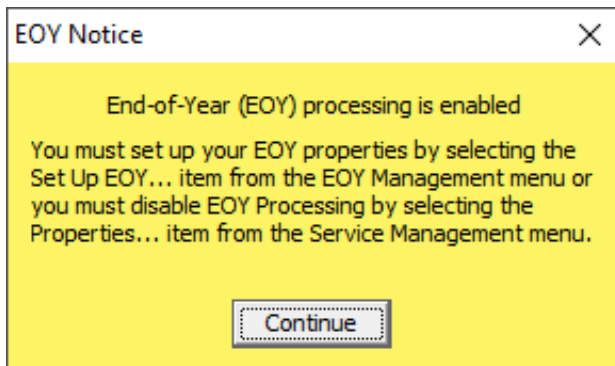 EOY Notice
End-of-Year (EOY) processing is enabled
You must set up your EOY properties by selecting the
Set Up EOY... item from the EOY Management menu or
you must disable EOY Processing by selecting the
Properties... item from the Service Management menu.
Continue